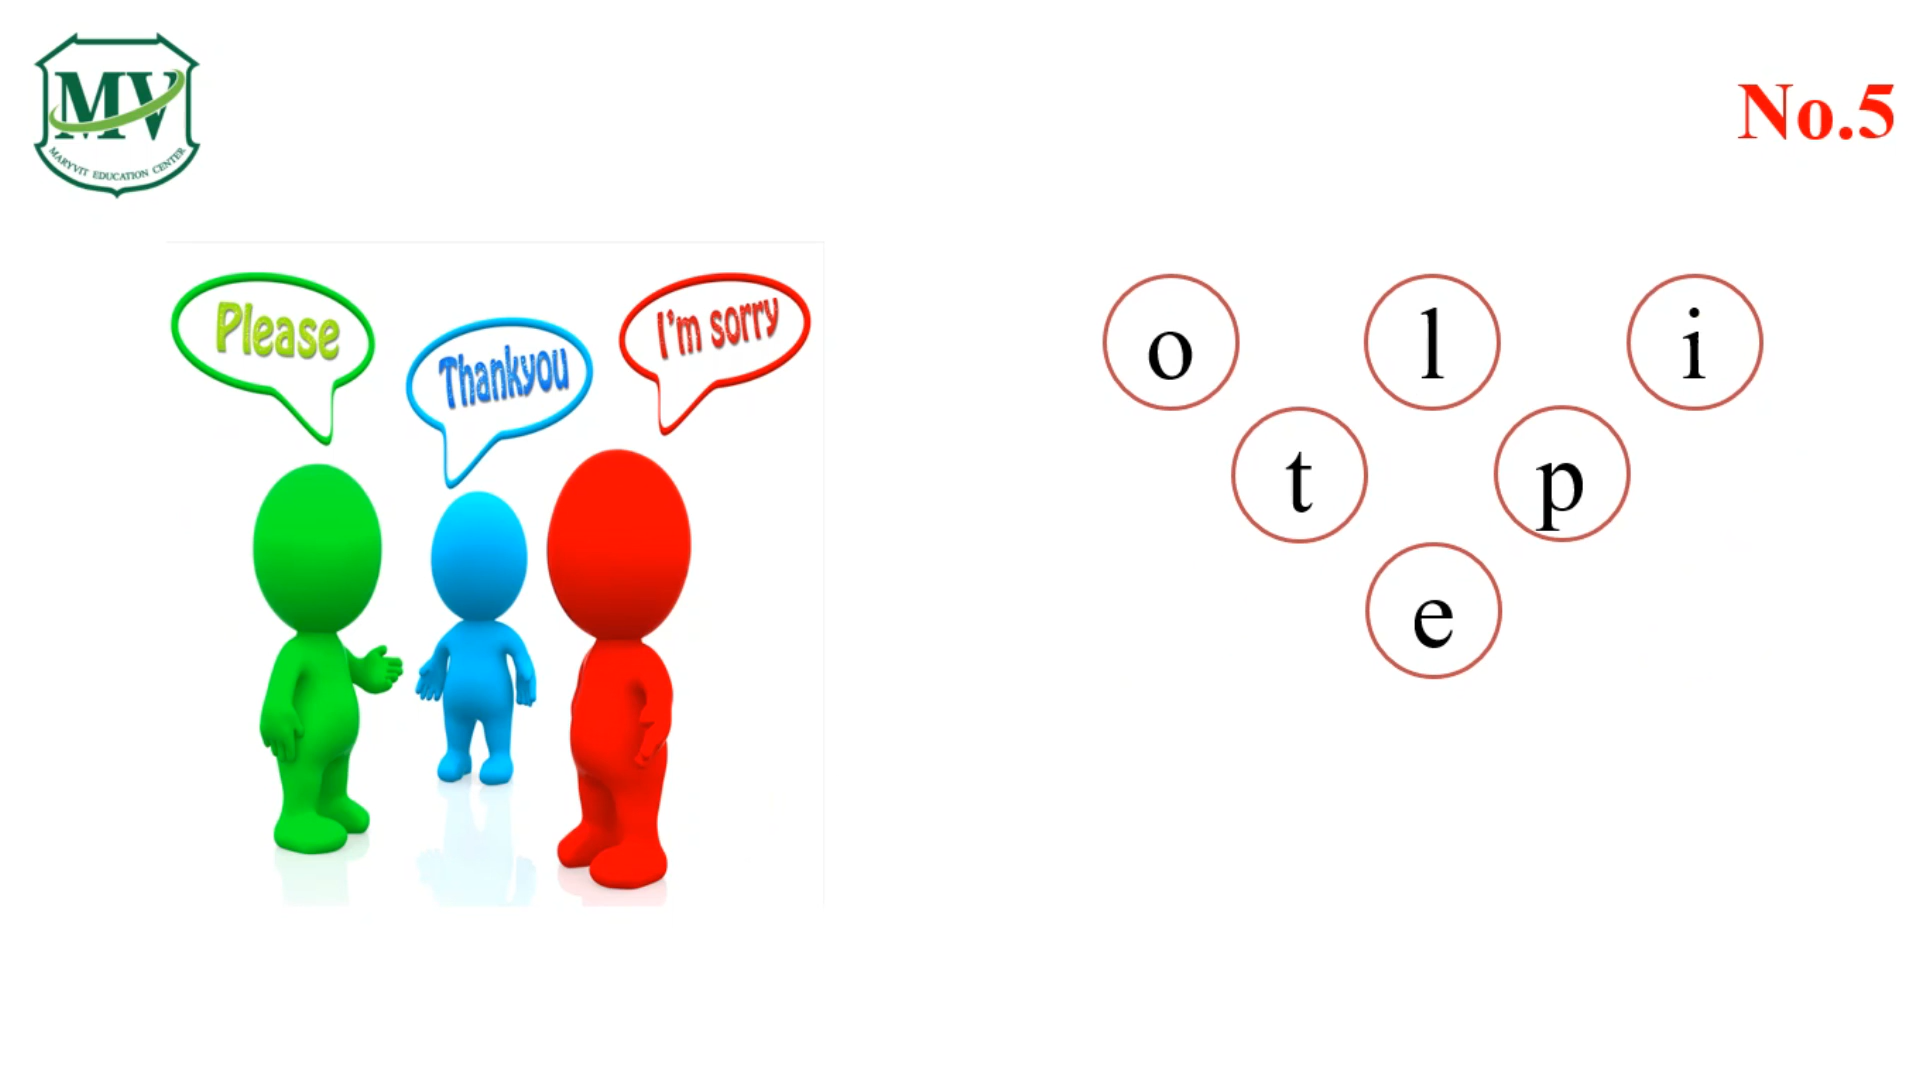 MV
MARYVIT EDUCATION CENTER
No.5
Please
Thankyou
I'm sorry
o l i
t p
e